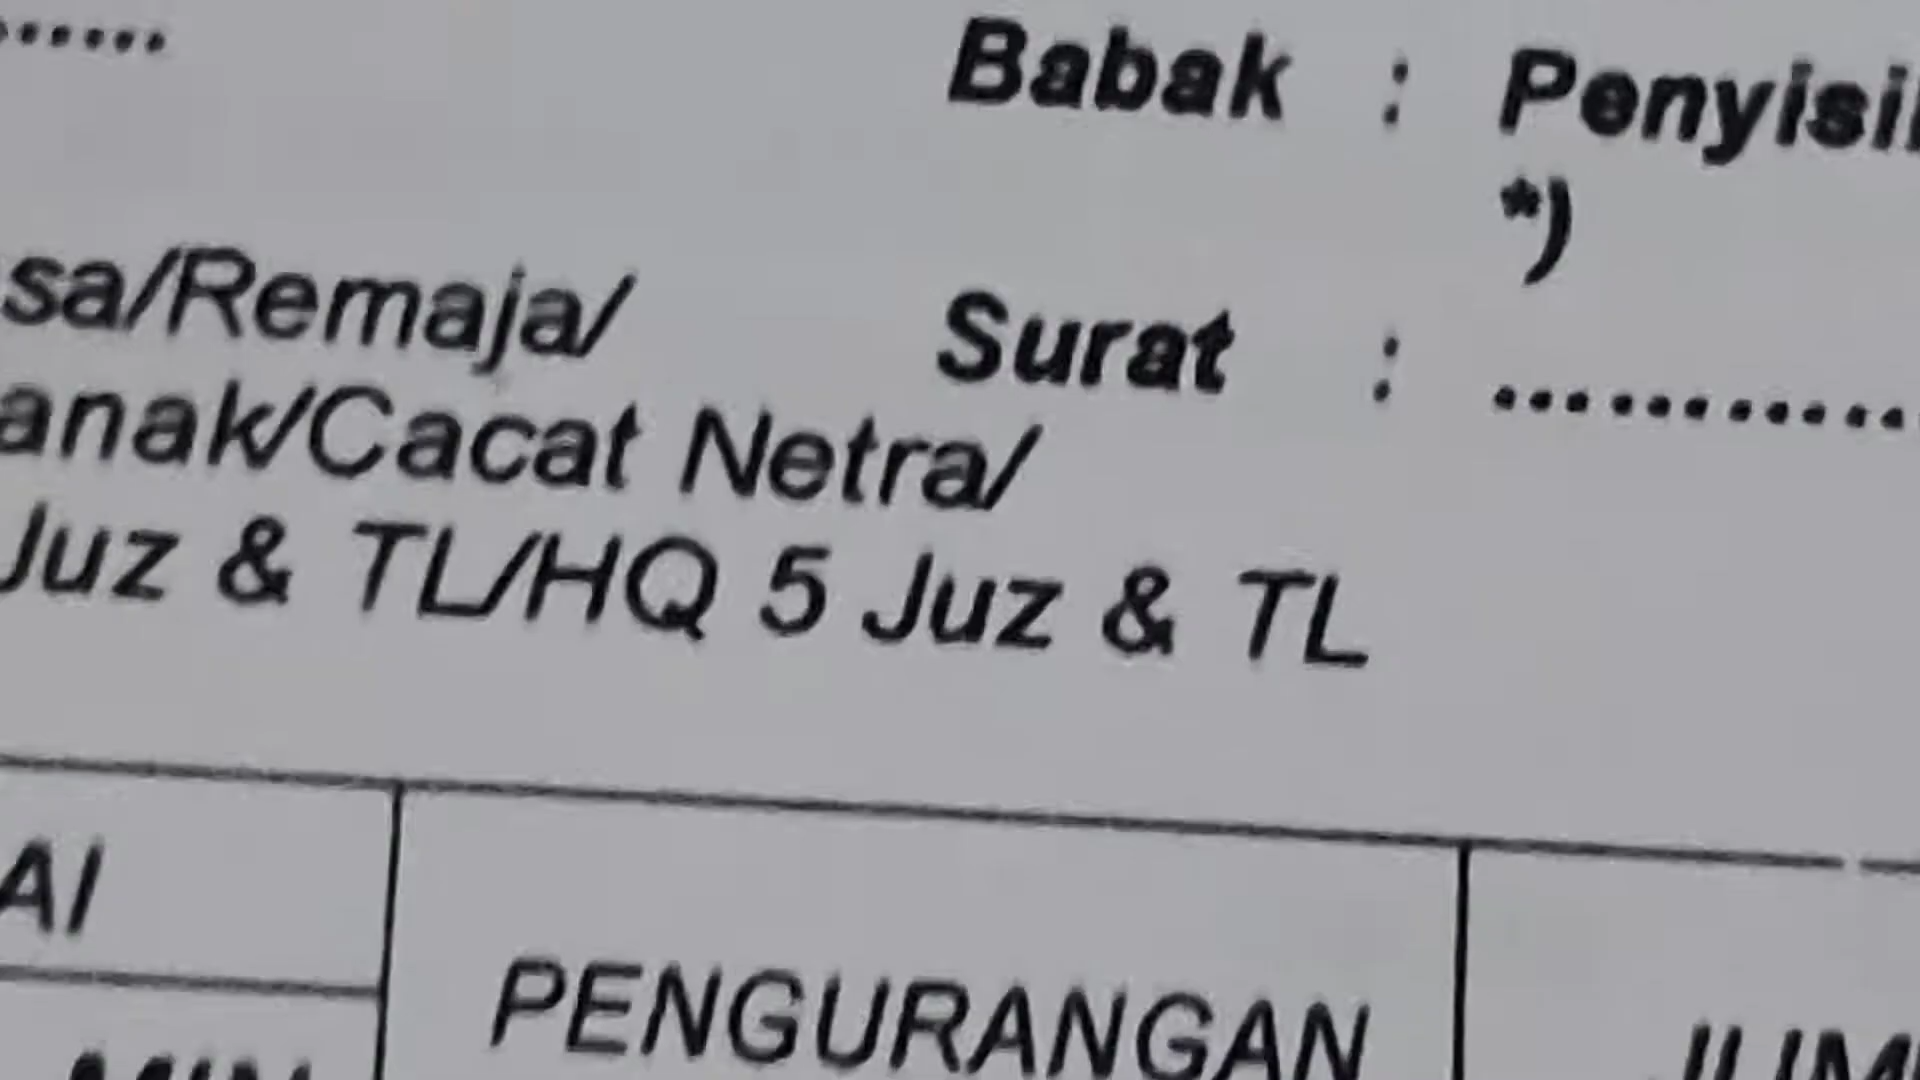 ......
Babak : Penyisi
*)
sa/Remaja/
Surat : ............
anak/Cacat Netra/
Juz & TL/HQ 5 Juz & TL
AI
PENGURANGAN